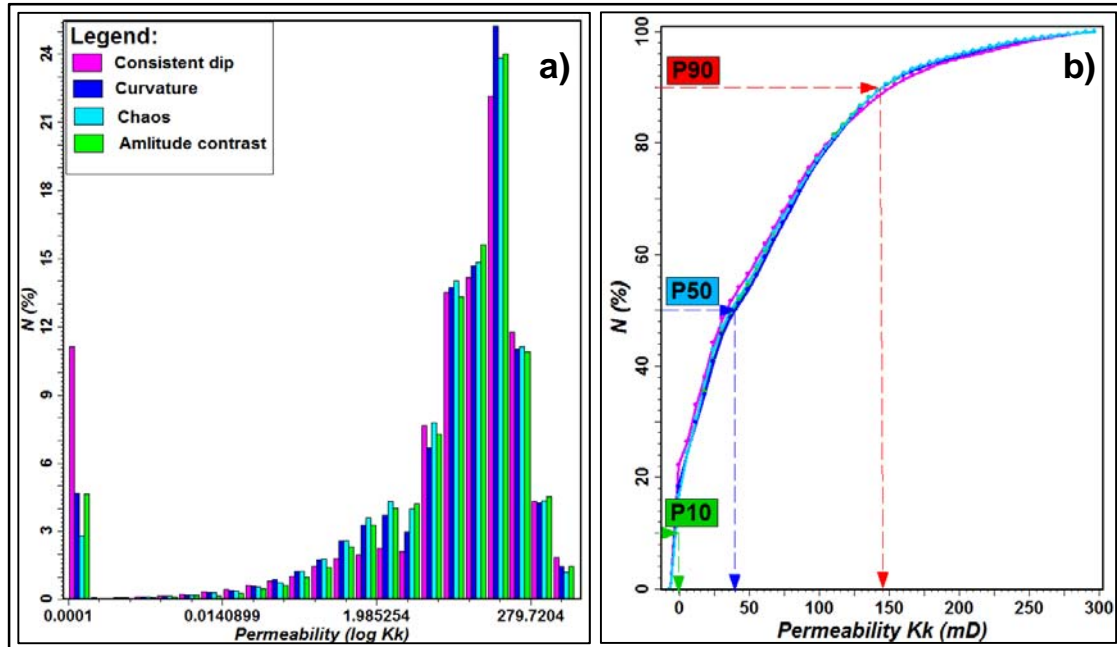 Legend:
Consistent dip
Curvature
Chaos
Amlitude contrast
a)
N (%)
24
21
18
15
12
9
6
3
0
0.0001
0.0140899
1.985254
279.7204
Permeability (log Kk)
b)
N (%)
100
80
60
40
20
0
P90
P50
P10
0
50
100
150
200
250
300
Permeability Kk (mD)